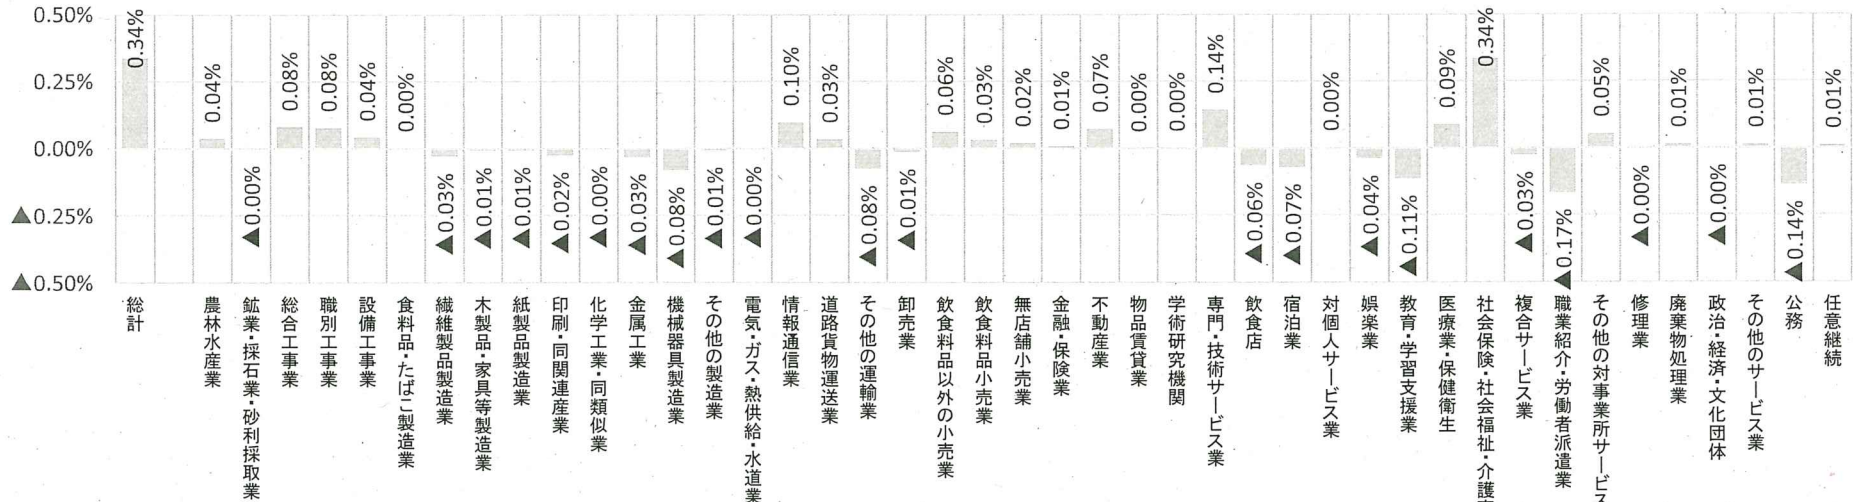 0.50%
0.25%
0.00%
▲0.25%
▲0.50%
0.34%
0.04%
▲0.00%
0.08%
0.08%
0.04%
0.00%
▲0.03%
▲0.01%
▲0.01%
▲0.02%
▲0.00%
▲0.03%
▲0.08%
▲0.01%
▲0.00%
0.10%
0.03%
▲0.08%
▲0.01%
0.06%
0.03%
0.02%
0.01%
0.07%
0.00%
0.00%
0.14%
▲0.06%
▲0.07%
0.00%
▲0.04%
▲0.11%
0.09%
0.34%
▲0.03%
▲0.17%
0.05%
▲0.00%
0.01%
▲0.00%
0.01%
▲0.14%
0.01%
総計
農林水産業
鉱業・採石業・砂利採取業
総合工事業
職別工事業
設備工事業
食料品・たばこ製造業
繊維製品製造業
木製品・家具等製造業
紙製品製造業
印刷・同関連産業
化学工業・同類似業
金属工業
機械器具製造業
その他の製造業
電気・ガス・熱供給・水道業
情報通信業
道路貨物運送業
その他の運輸業
卸売業
飲食料品以外の小売業
飲食料品小売業
無店舗小売業
金融・保険業
不動産業
物品賃貸業
学術研究機関
専門・技術サービス業
飲食店
宿泊業
対個人サービス業
娯楽業
教育・学習支援業
医療業・保健衛生
社会保険・社会福祉・介護
複合サービス業
職業紹介・労働者派遣業
その他の対事業所サービス
修理業
廃棄物処理業
政治・経済・文化団体
その他のサービス業
公務
任意継続